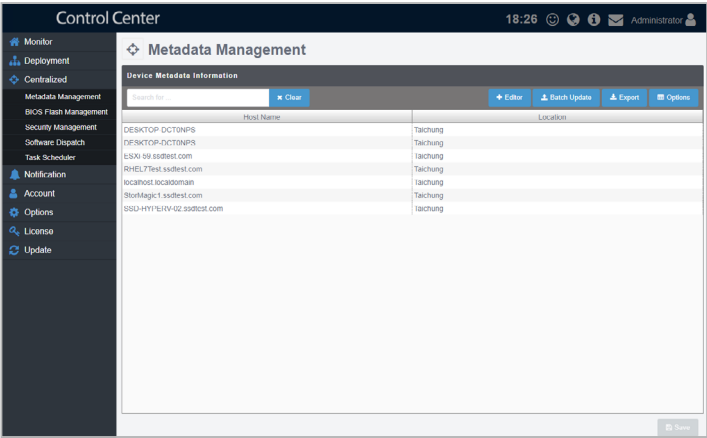 Control Center
18:26 Administrator
Monitor
Deployment
Centralized
Metadata Management
BIOS Flash Management
Security Management
Software Dispatch
Task Scheduler
Notification
Account
Options
License
Update
Metadata Management
Device Metadata Information
Search for ...
Clear
Editor
Batch Update
Export
Options
Host Name Location
DESKTOP-DCT0NPS Taichung
DESKTOP-DCT0NPS Taichung
ESXi-59.ssdtest.com Taichung
RHEL7Test.ssdtest.com Taichung
localhost.localdomain Taichung
StorMagic1.ssdtest.com Taichung
SSD-HYPERV-02.ssdtest.com Taichung
Save